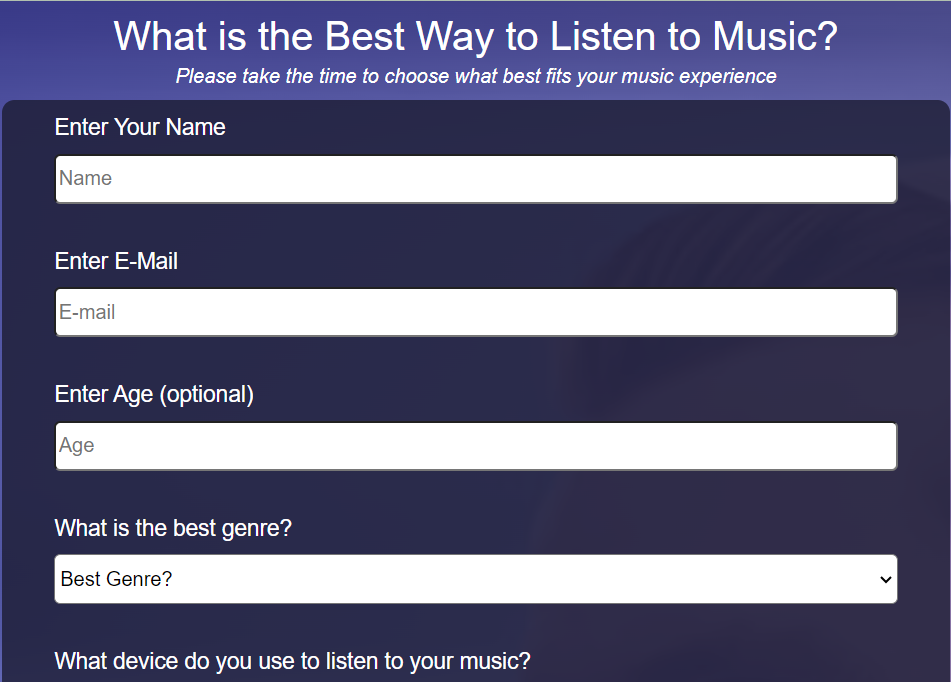 What is the Best Way to Listen to Music?
Please take the time to choose what best fits your music experience
Enter Your Name
Name
Enter E-Mail
E-mail
Enter Age (optional)
Age
What is the best genre?
Best Genre?
What device do you use to listen to your music?